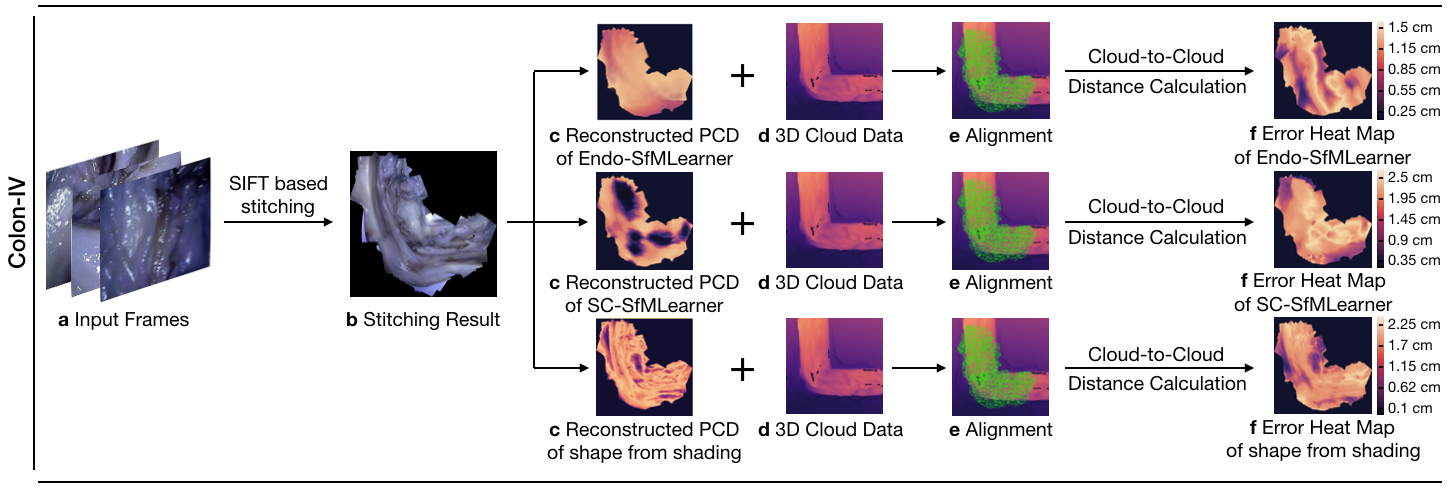 Colon-IV
a Input Frames
SIFT based
stitching
b Stitching Result
c Reconstructed PCD
of Endo-SfMLearner
+
d 3D Cloud Data
e Alignment
Cloud-to-Cloud
Distance Calculation
1.5 cm
1.15 cm
0.85 cm
0.55 cm
0.25 cm
f Error Heat Map
of Endo-SfMLearner
c Reconstructed PCD
of SC-SfMLearner
+
d 3D Cloud Data
e Alignment
Cloud-to-Cloud
Distance Calculation
2.5 cm
1.95 cm
1.45 cm
0.9 cm
0.35 cm
f Error Heat Map
of SC-SfMLearner
c Reconstructed PCD
of shape from shading
+
d 3D Cloud Data
e Alignment
Cloud-to-Cloud
Distance Calculation
2.25 cm
1.7 cm
1.15 cm
0.62 cm
0.1 cm
f Error Heat Map
of shape from shading